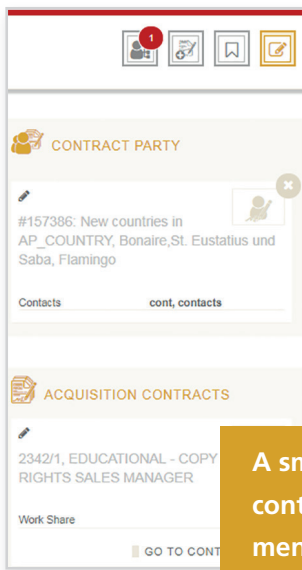 1
CONTRACT PARTY
#157386: New countries in
AP_COUNTRY, Bonaire,St. Eustatius und
Saba, Flamingo
Contacts cont, contacts
ACQUISITION CONTRACTS
2342/1, EDUCATIONAL - COPY
RIGHTS SALES MANAGER
Work Share
GO TO CONT
A sm
cont
men